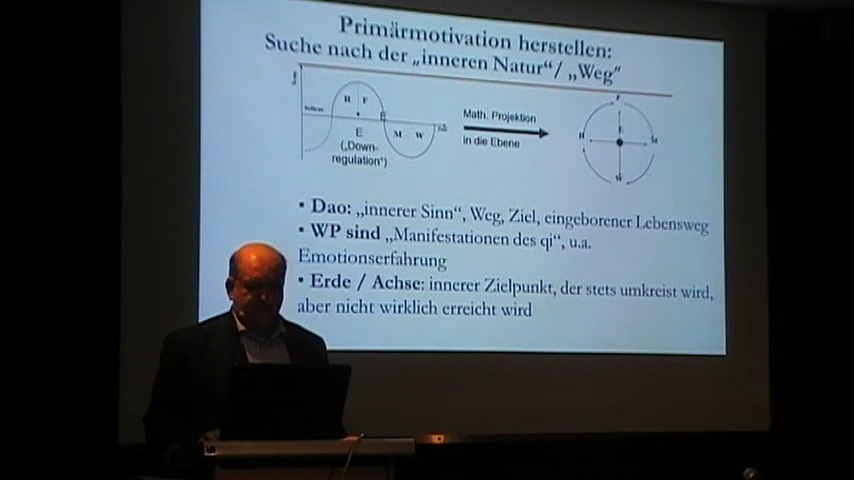 Primärmotivation herstellen:
Suche nach der „inneren Natur“/ „Weg“
H F
E
M W
E
(„Down-
regulation“)
Math. Projektion
in die Ebene
F
H E M
W
• Dao: „innerer Sinn“, Weg, Ziel, eingeborener Lebensweg
• WP sind „Manifestationen des qi“, u.a.
Emotionserfahrung
• Erde / Achse: innerer Zielpunkt, der stets umkreist wird,
aber nicht wirklich erreicht wird